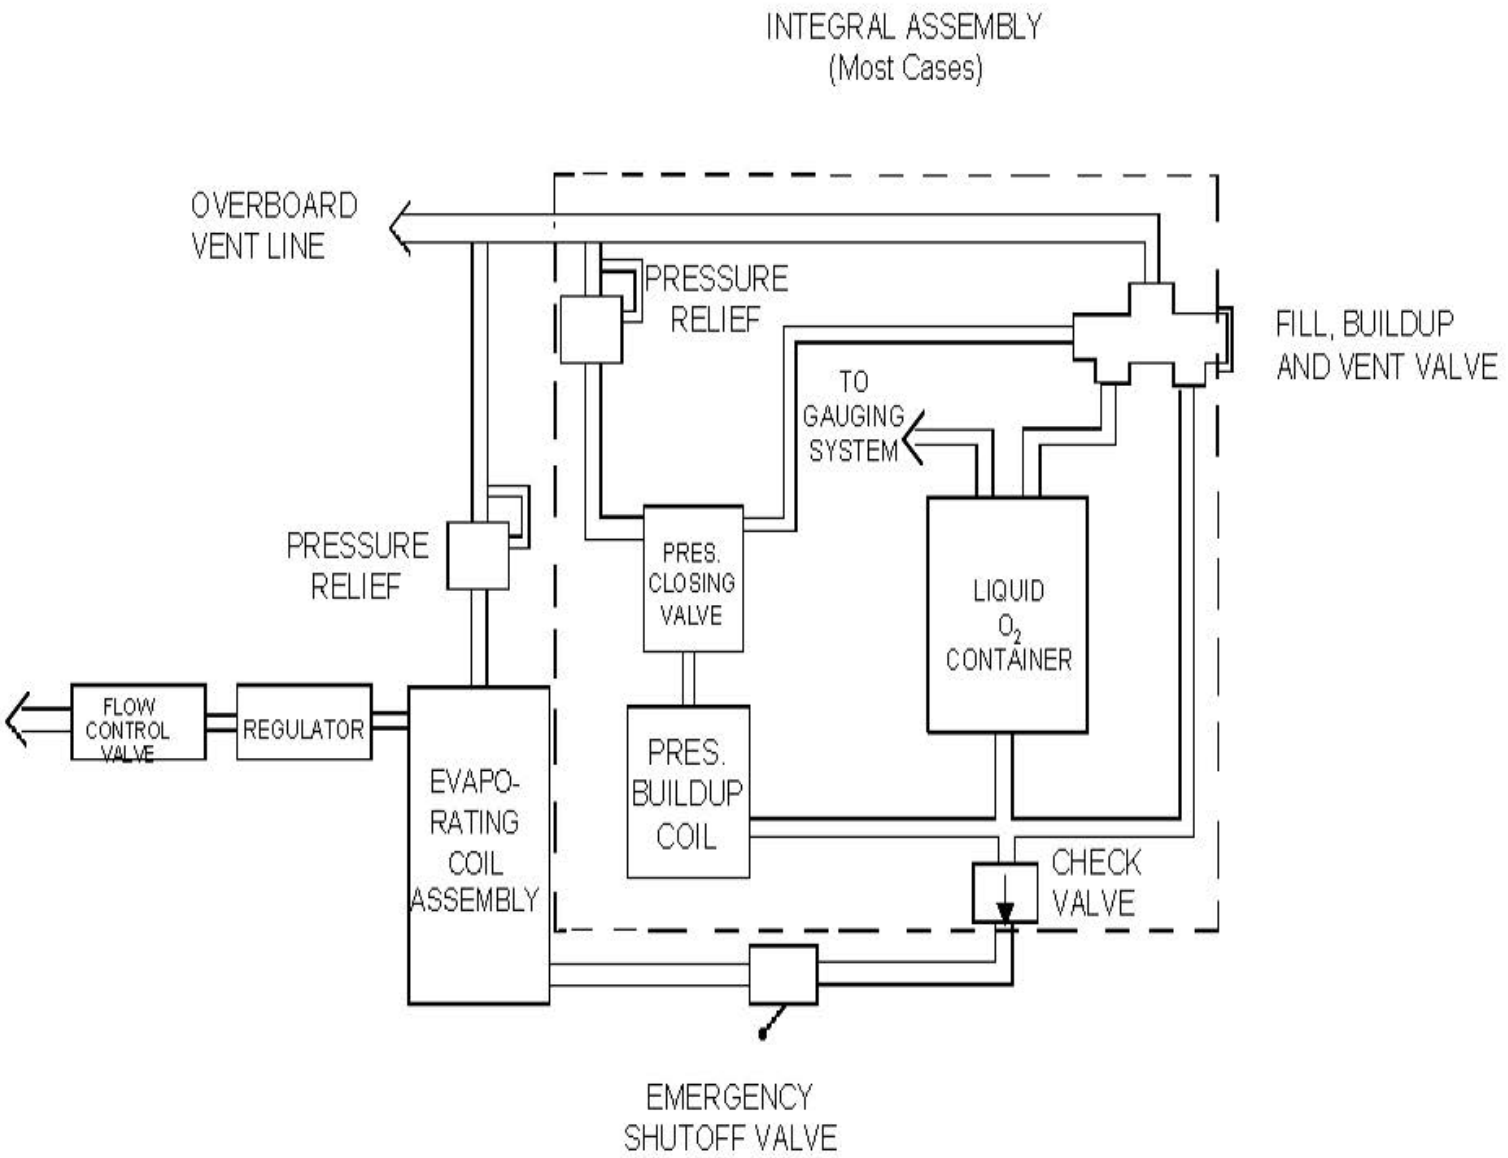 INTEGRAL ASSEMBLY
(Most Cases)
OVERBOARD
VENT LINE
PRESSURE
RELIEF
FILL, BUILDUP
AND VENT VALVE
TO
GAUGING
SYSTEM
PRESSURE
RELIEF
PRES.
CLOSING
VALVE
LIQUID
O₂
CONTAINER
FLOW
CONTROL
VALVE
REGULATOR
EVAPO-
RATING
COIL
ASSEMBLY
PRES.
BUILDUP
COIL
CHECK
VALVE
EMERGENCY
SHUTOFF VALVE